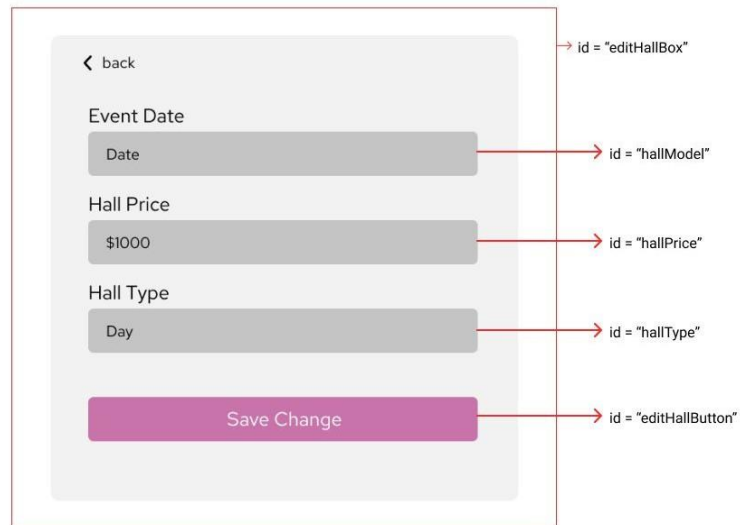 back
id = “editHallBox”
Event Date
Date
id = “hallModel”
Hall Price
$1000
id = “hallPrice”
Hall Type
Day
id = “hallType”
Save Change
id = “editHallButton”